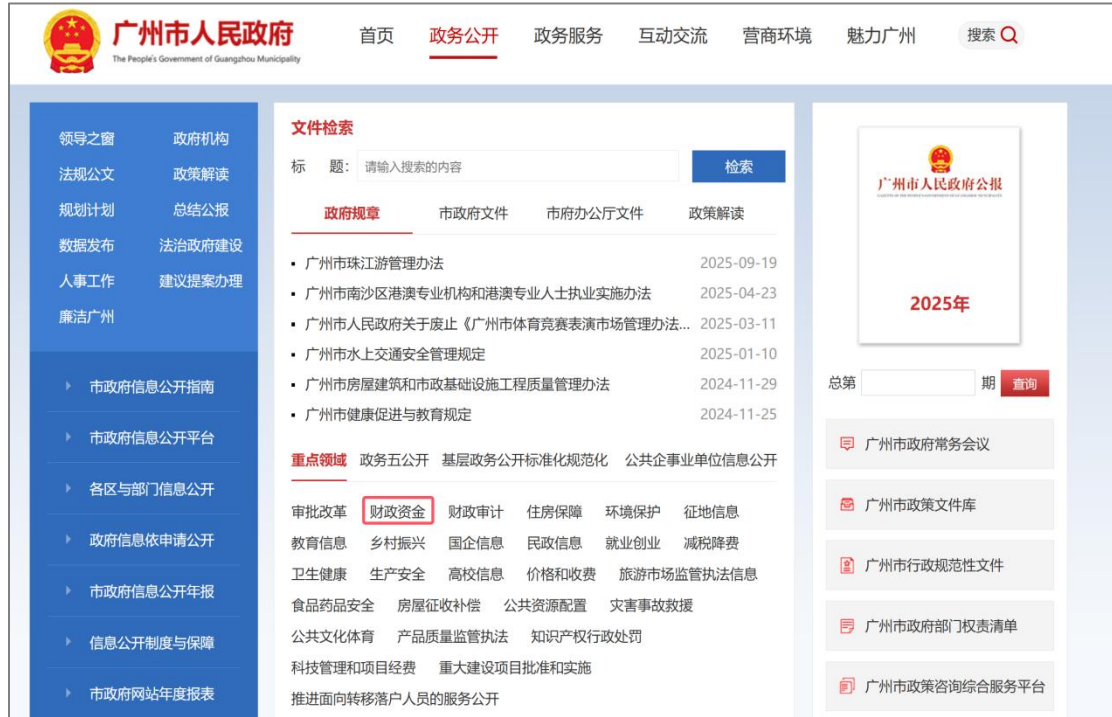 广州市人民政府
The People's Government of Guangzhou Municipality
首页 政务公开 政务服务 互动交流 营商环境 魅力广州 搜索
领导之窗 政府机构
法规公文 政策解读
规划计划 总结公报
数据发布 法治政府建设
人事工作 建议提案办理
廉洁广州
市政府信息公开指南
市政府信息公开平台
各区与部门信息公开
政府信息依申请公开
市政府信息公开年报
信息公开制度与保障
市政府网站年度报表
文件检索
标 题: 请输入搜索的内容 检索
政府规章 市政府文件 市府办公厅文件 政策解读
广州市珠江游管理办法 2025-09-19
广州市南沙区港澳专业机构和港澳专业人士执业实施办法 2025-04-23
广州市人民政府关于废止《广州市体育竞赛表演市场管理办法... 2025-03-11
广州市水上交通安全管理规定 2025-01-10
广州市房屋建筑和市政基础设施工程质量管理办法 2024-11-29
广州市健康促进与教育规定 2024-11-25
重点领域 政务五公开 基层政务公开标准化规范化 公共企事业单位信息公开
审批改革 财政资金 财政审计 住房保障 环境保护 征地信息
教育信息 乡村振兴 国企信息 民政信息 就业创业 减税降费
卫生健康 生产安全 高校信息 价格和收费 旅游市场监管执法信息
食品药品安全 房屋征收补偿 公共资源配置 灾害事故救援
公共文化体育 产品质量监管执法 知识产权行政处罚
科技管理和项目经费 重大建设项目批准和实施
推进面向转移落户人员的服务公开
广州市人民政府公报
2025年
总第 期 查询
广州市政府常务会议
广州市政策文件库
广州市行政规范性文件
广州市政府部门权责清单
广州市政策咨询综合服务平台